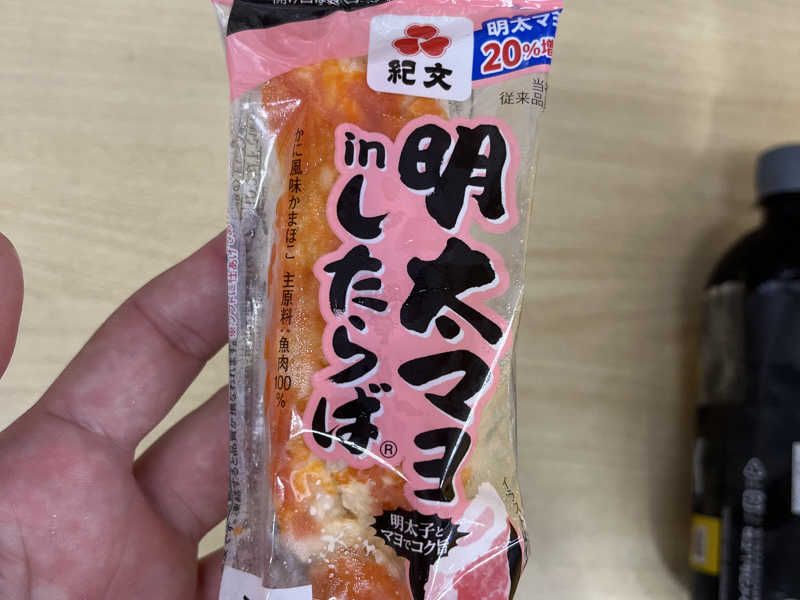 紀文
明太マヨ
20%増
当社
従来品
明太マヨ
in
したらば®
かに風味かまぼこ 主原料:魚肉100%
明太子と
マヨでコク旨